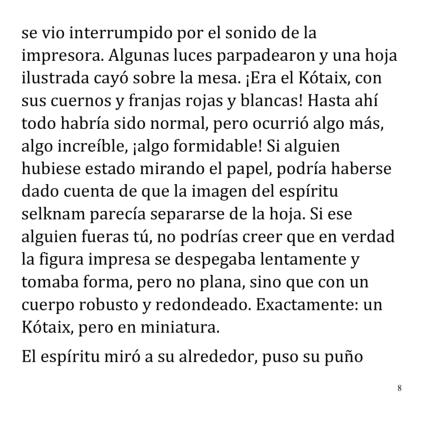 se vio interrumpido por el sonido de la
impresora. Algunas luces parpadearon y una hoja
ilustrada cayó sobre la mesa. ¡Era el Kótaix, con
sus cuernos y franjas rojas y blancas! Hasta ahí
todo habría sido normal, pero ocurrió algo más,
algo increíble, ¡algo formidable! Si alguien
hubiese estado mirando el papel, podría haberse
dado cuenta de que la imagen del espíritu
selknam parecía separarse de la hoja. Si ese
alguien fueras tú, no podrías creer que en verdad
la figura impresa se despegaba lentamente y
tomaba forma, pero no plana, sino que con un
cuerpo robusto y redondeado. Exactamente: un
Kótaix, pero en miniatura.
El espíritu miró a su alrededor, puso su puño
8